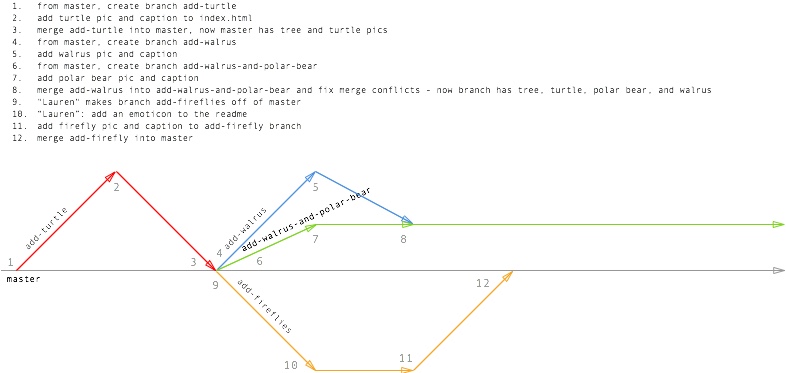 1. from master, create branch add-turtle
2. add turtle pic and caption to index.html
3. merge add-turtle into master, now master has tree and turtle pics
4. from master, create branch add-walrus
5. add walrus pic and caption
6. from master, create branch add-walrus-and-polar-bear
7. add polar bear pic and caption
8. merge add-walrus into add-walrus-and-polar-bear and fix merge conflicts - now branch has tree, turtle, polar bear, and walrus
9. "Lauren" makes branch add-fireflies off of master
10. "Lauren": add an emoticon to the readme
11. add firefly pic and caption to add-firefly branch
12. merge add-firefly into master
2
5
add-turtle
add-walrus
add-walrus-and-polar-bear
7
8
1
3
4
6
master
9
12
add-fireflies
10
11